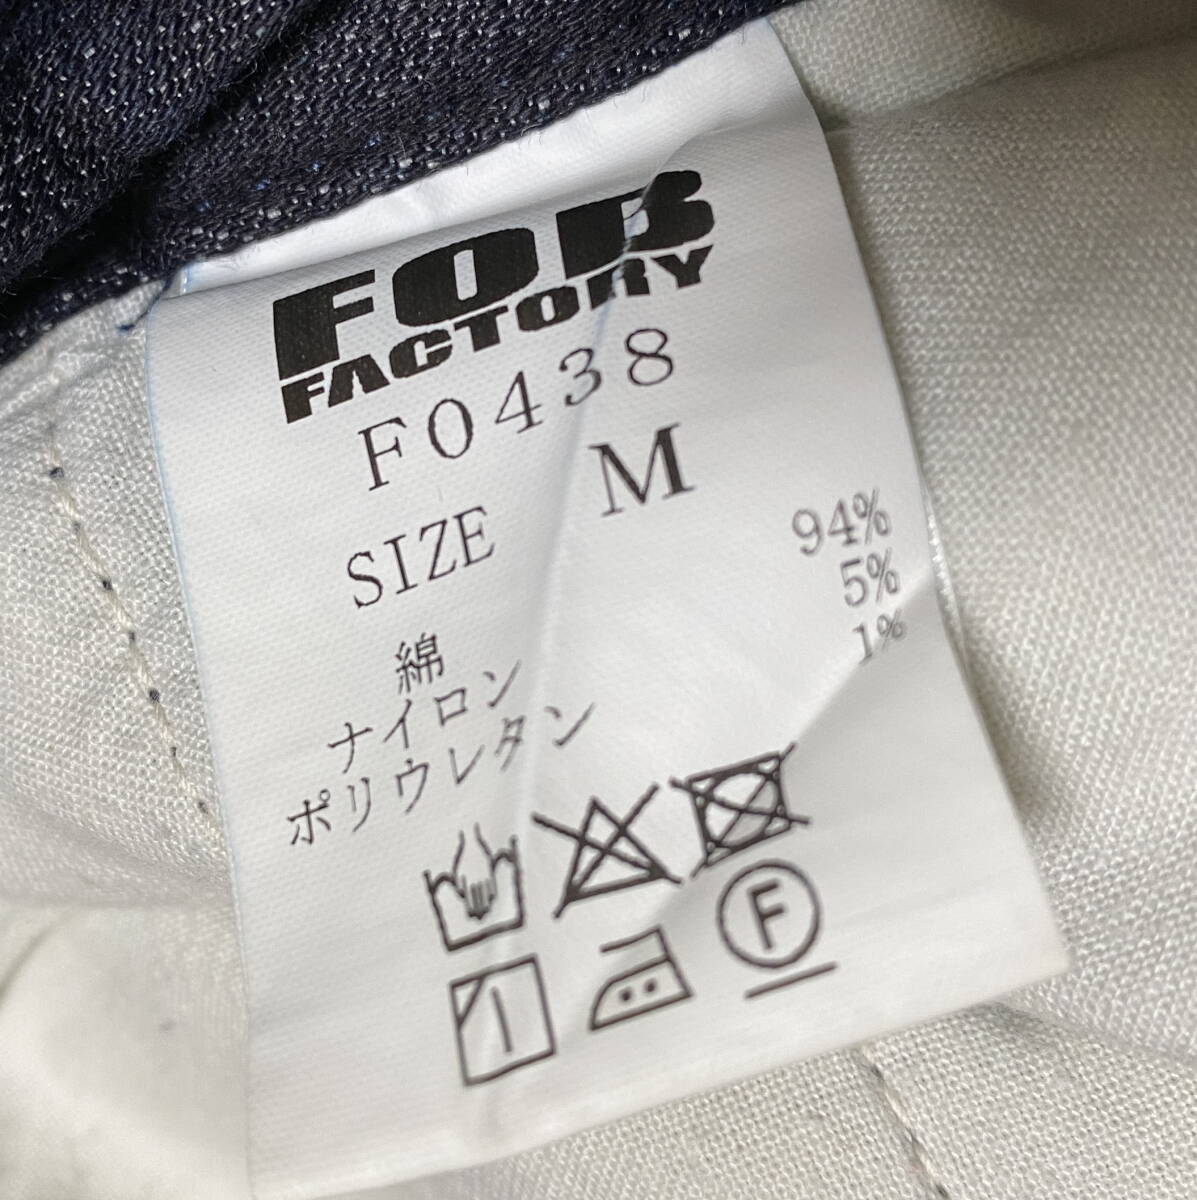 FOB
FACTORY
F0438
SIZE M
綿 94%
ナイロン 5%
ポリウレタン 1%
F